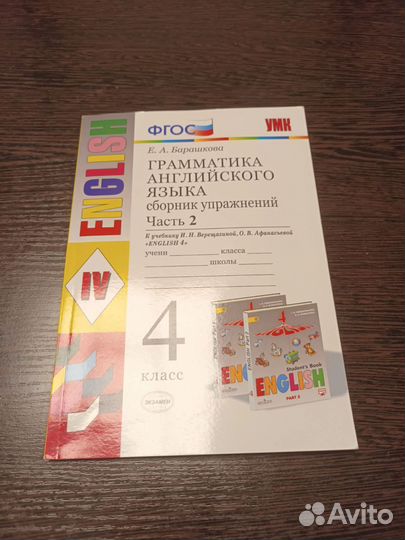 ENGLISH
IV
ФГОС
УМК
Е. А. Барашкова
ГРАММАТИКА
АНГЛИЙСКОГО
ЯЗЫКА
сборник упражнений
Часть 2
К учебнику И. Н. Верещагиной, О. В. Афанасьевой
«ENGLISH 4»
учени класса
школы
4
класс
ЭКЗАМЕН
ENGLISH
Student's Book
ENGLISH
PART 2
Avito